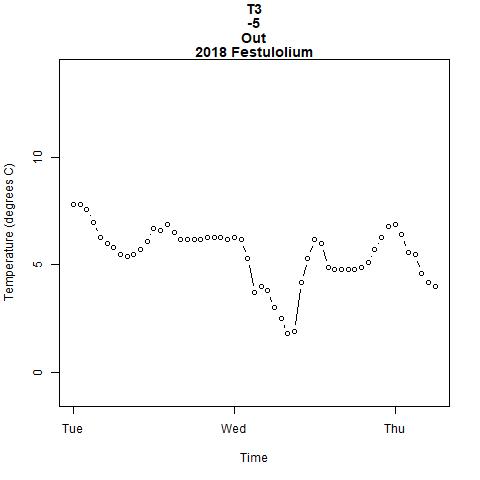 T3
-5
Out
2018 Festulolium
Temperature (degrees C)
10
5
0
Tue Wed Thu
Time